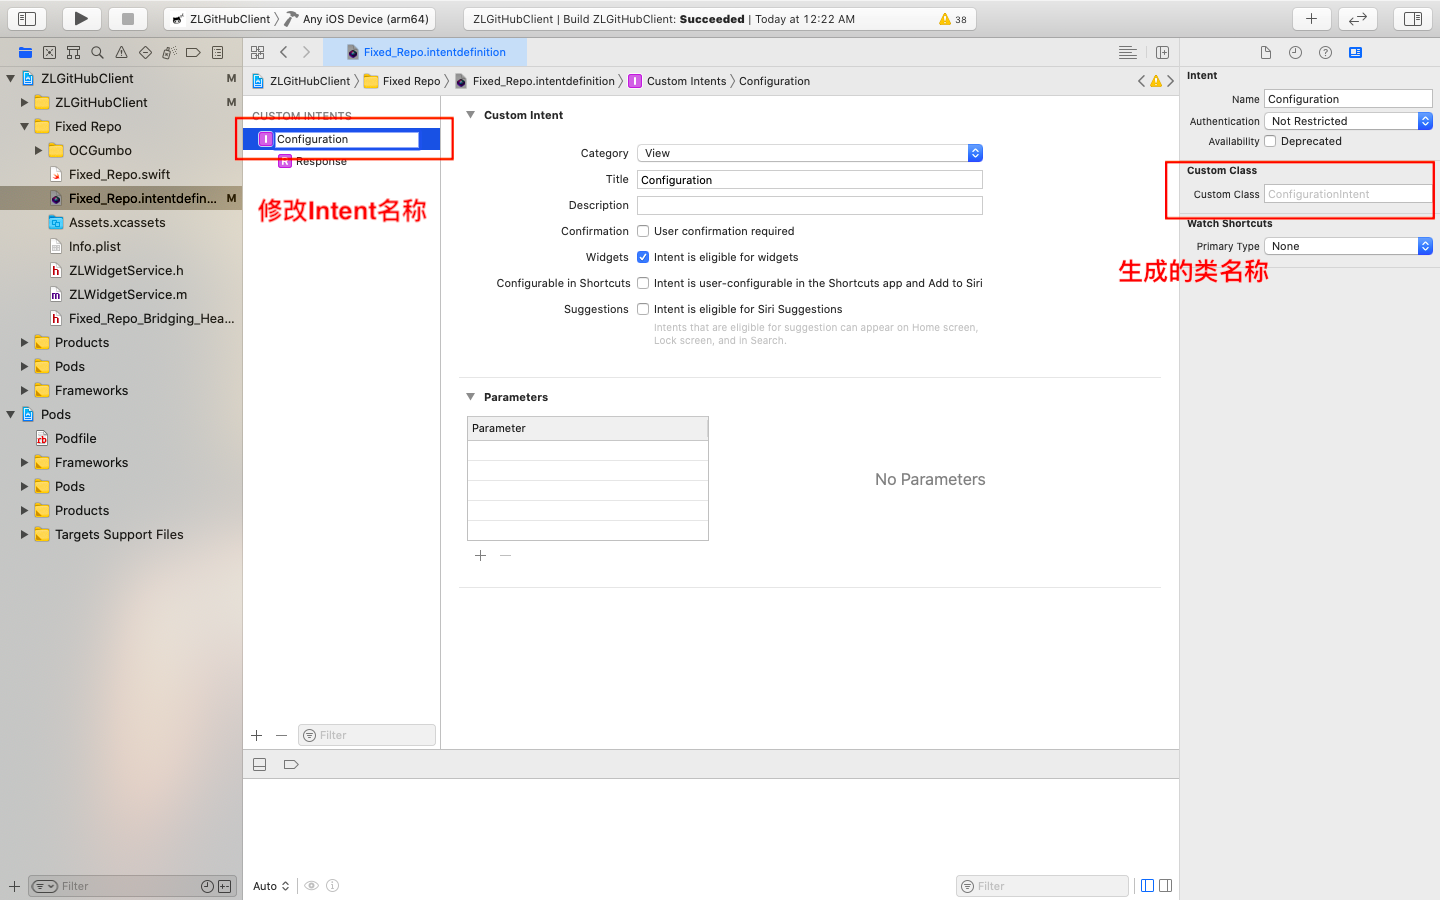 ZLGitHubClient
Any iOS Device (arm64)
ZLGitHubClient | Build ZLGitHubClient: Succeeded | Today at 12:22 AM
38
Fixed_Repo.intentdefinition
ZLGitHubClient
Fixed Repo
Fixed_Repo.intentdefinition
Custom Intents
Configuration
ZLGitHubClient M
ZLGitHubClient M
Fixed Repo
OCGumbo
Fixed_Repo.swift
Fixed_Repo.intentdefin... M
Assets.xcassets
Info.plist
ZLWidgetService.h
ZLWidgetService.m
Fixed_Repo_Bridging_Hea...
Products
Pods
Frameworks
Pods
Podfile
Frameworks
Pods
Products
Targets Support Files
Filter
CUSTOM INTENTS
I Configuration
R Response
修改Intent名称
Filter
Custom Intent
Category View
Title Configuration
Description
Confirmation User confirmation required
Widgets Intent is eligible for widgets
Configurable in Shortcuts Intent is user-configurable in the Shortcuts app and Add to Siri
Suggestions Intent is eligible for Siri Suggestions
Intents that are eligible for suggestion can appear on Home screen,
Lock screen, and in Search.
Parameters
Parameter
No Parameters
Auto
Filter
Intent
Name Configuration
Authentication Not Restricted
Availability Deprecated
Custom Class
Custom Class ConfigurationIntent
Watch Shortcuts
Primary Type None
生成的类名称